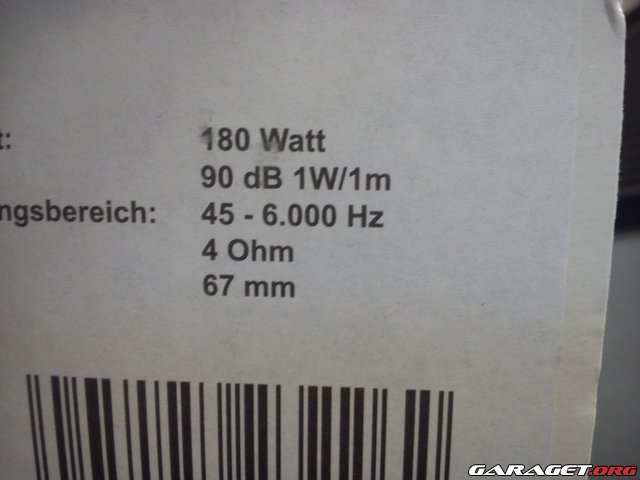 t: 180 Watt
90 dB 1W/1m
ngsbereich: 45 - 6.000 Hz
4 Ohm
67 mm
GARAGET.ORG